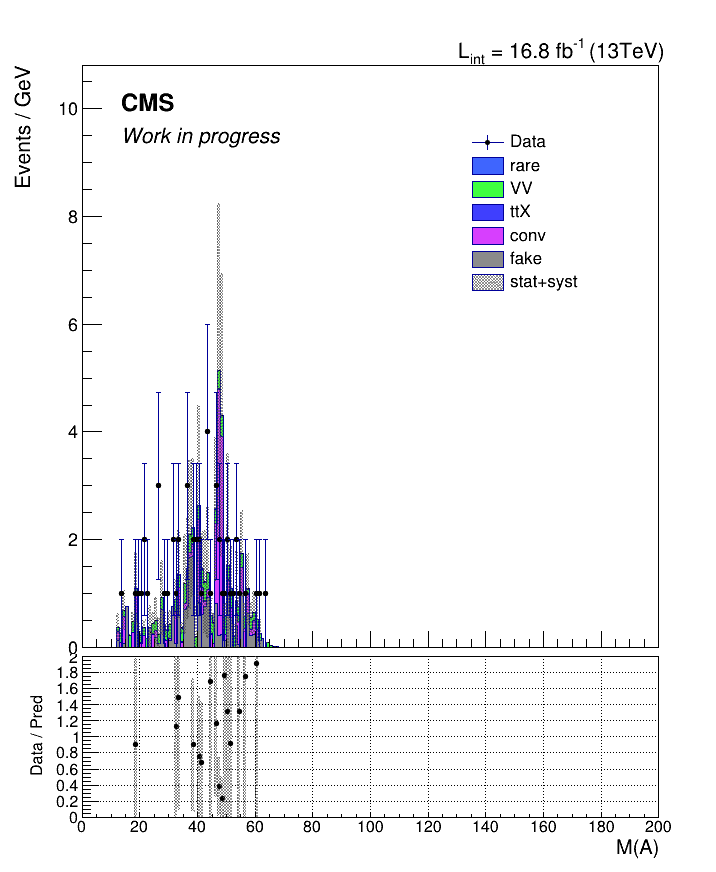 L_int = 16.8 fb^-1 (13TeV)
Events / GeV
10
8
6
4
2
0
CMS
Work in progress
Data
rare
VV
ttX
conv
fake
stat+syst
Data / Pred
2
1.8
1.6
1.4
1.2
1
0.8
0.6
0.4
0.2
0
0 20 40 60 80 100 120 140 160 180 200
M(A)